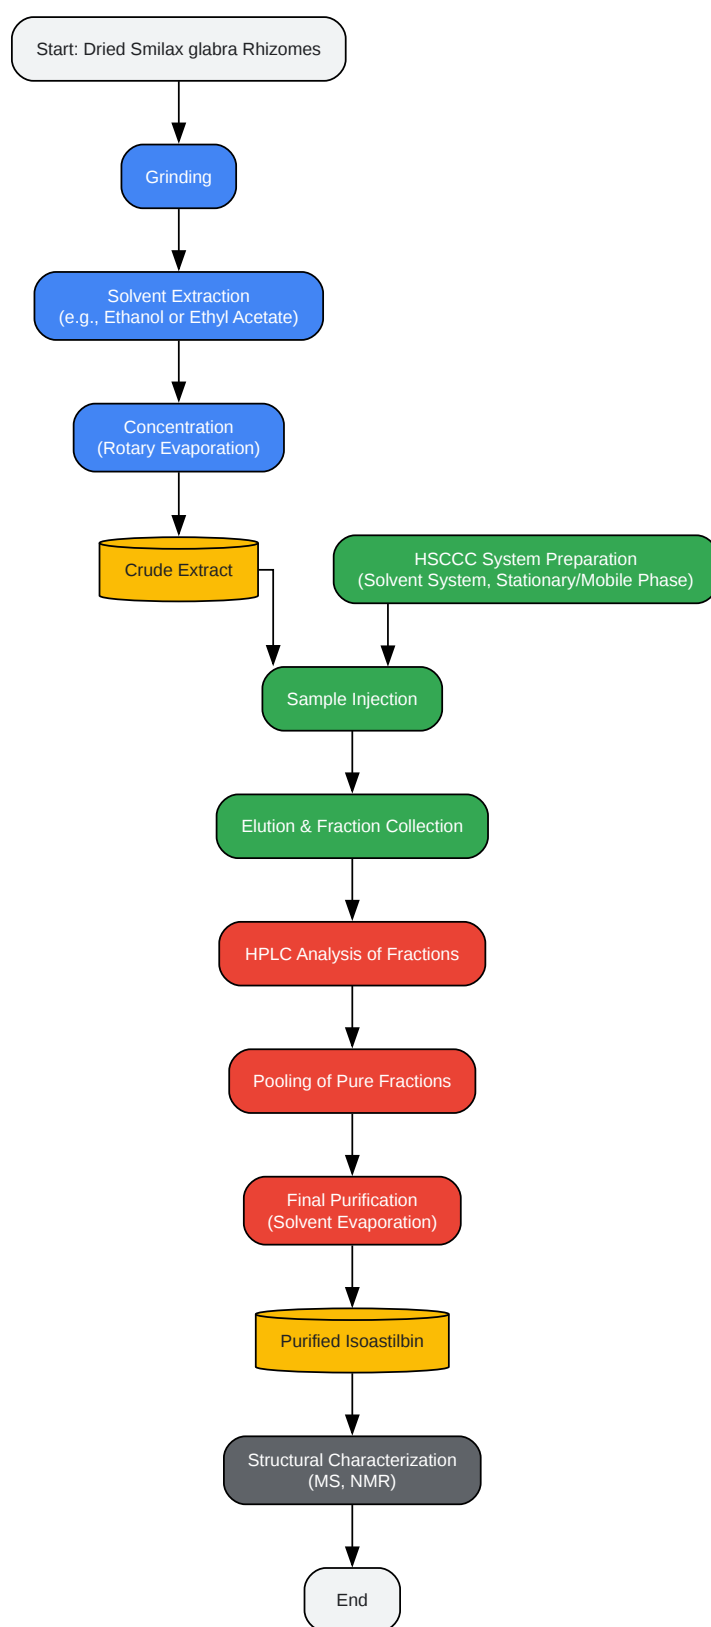 Start: Dried Smilax glabra Rhizomes
Grinding
Solvent Extraction
(e.g., Ethanol or Ethyl Acetate)
Concentration
(Rotary Evaporation)
Crude Extract
HSCCC System Preparation
(Solvent System, Stationary/Mobile Phase)
Sample Injection
Elution & Fraction Collection
HPLC Analysis of Fractions
Pooling of Pure Fractions
Final Purification
(Solvent Evaporation)
Purified Isoastilbin
Structural Characterization
(MS, NMR)
End